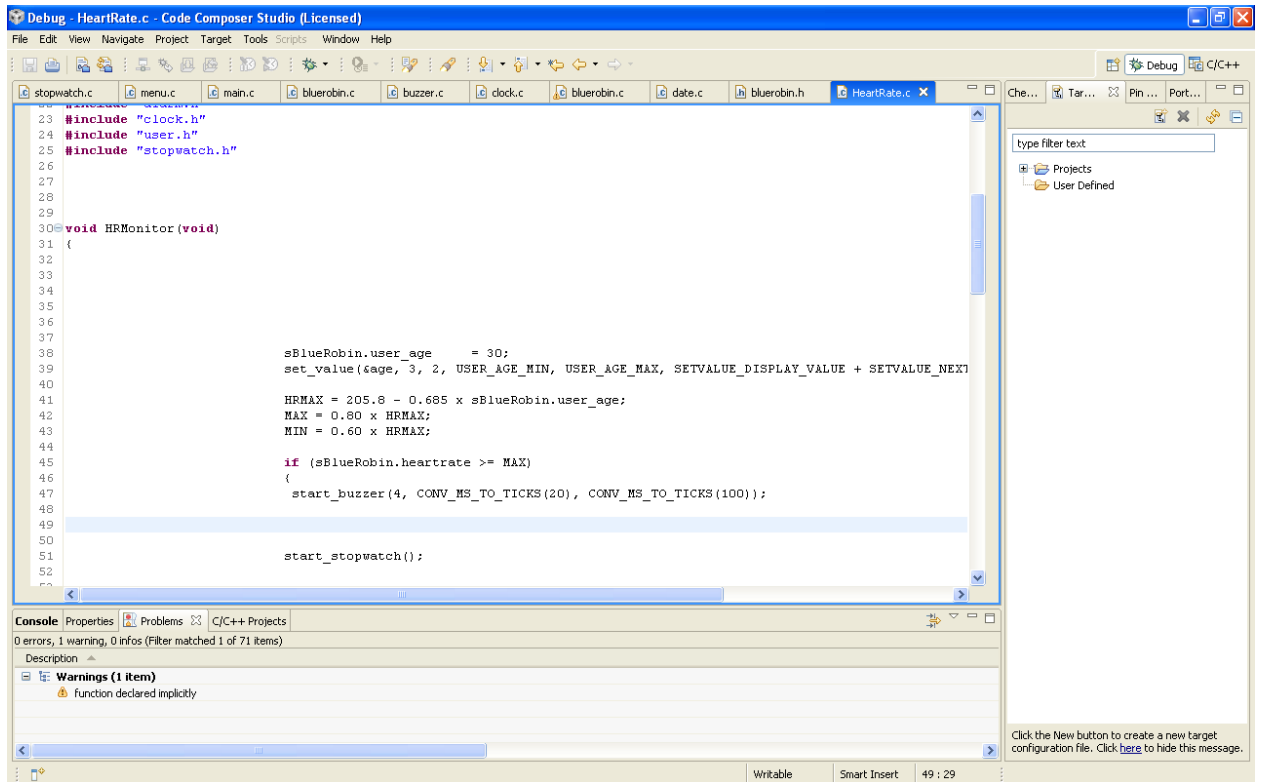 Debug - HeartRate.c - Code Composer Studio (Licensed)
File Edit View Navigate Project Target Tools Scripts Window Help
Debug C/C++
stopwatch.c menu.c main.c bluerobin.c buzzer.c clock.c bluerobin.c date.c bluerobin.h HeartRate.c
Che... Tar... Pin ... Port...
23 #include "clock.h"
24 #include "user.h"
25 #include "stopwatch.h"
26
27
28
29
30 void HRMonitor(void)
31 {
32
33
34
35
36
37
38 sBlueRobin.user_age = 30;
39 set_value(&age, 3, 2, USER_AGE_MIN, USER_AGE_MAX, SETVALUE_DISPLAY_VALUE + SETVALUE_NEXT
40
41 HRMAX = 205.8 - 0.685 x sBlueRobin.user_age;
42 MAX = 0.80 x HRMAX;
43 MIN = 0.60 x HRMAX;
44
45 if (sBlueRobin.heartrate >= MAX)
46 {
47 start_buzzer(4, CONV_MS_TO_TICKS(20), CONV_MS_TO_TICKS(100));
48
49
50
51 start_stopwatch();
52
type filter text
Projects
User Defined
Click the New button to create a new target
configuration file. Click here to hide this message.
Console Properties Problems C/C++ Projects
0 errors, 1 warning, 0 infos (Filter matched 1 of 71 items)
Description
Warnings (1 item)
function declared implicitly
Writable Smart Insert 49 : 29